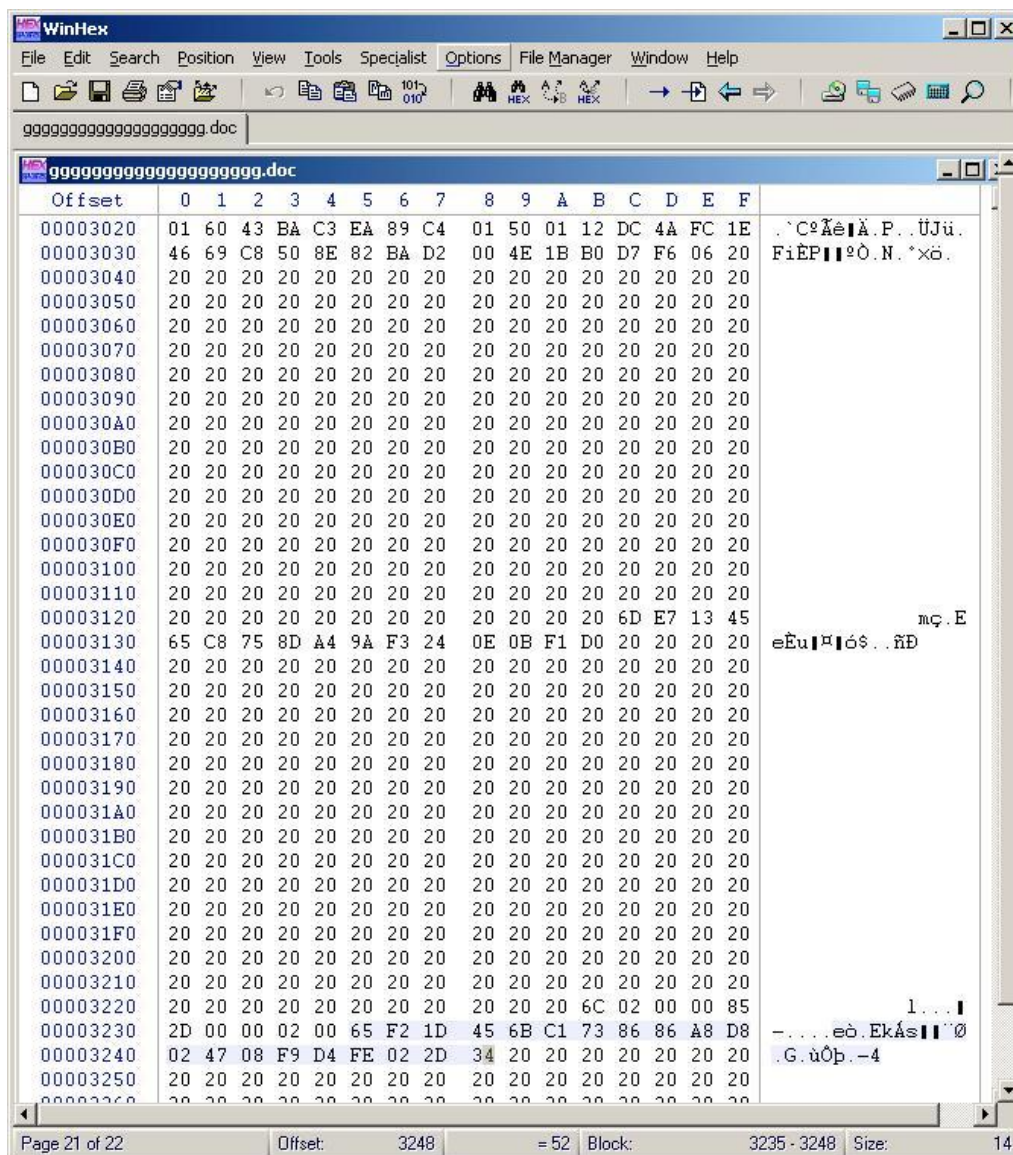 WinHex
File Edit Search Position View Tools Specialist Options File Manager Window Help
gggggggggggggggggggg.doc
gggggggggggggggggggg.doc
Offset 0 1 2 3 4 5 6 7 8 9 A B C D E F
00003020 01 60 43 BA C3 EA 89 C4 01 50 01 12 DC 4A FC 1E .`CºÃê▮Ä.P..ÜJü.
00003030 46 69 C8 50 8E 82 BA D2 00 4E 1B B0 D7 F6 06 20 FiÈP▮▮ºÒ.N.°×ö.
00003040 20 20 20 20 20 20 20 20 20 20 20 20 20 20 20 20
00003050 20 20 20 20 20 20 20 20 20 20 20 20 20 20 20 20
00003060 20 20 20 20 20 20 20 20 20 20 20 20 20 20 20 20
00003070 20 20 20 20 20 20 20 20 20 20 20 20 20 20 20 20
00003080 20 20 20 20 20 20 20 20 20 20 20 20 20 20 20 20
00003090 20 20 20 20 20 20 20 20 20 20 20 20 20 20 20 20
000030A0 20 20 20 20 20 20 20 20 20 20 20 20 20 20 20 20
000030B0 20 20 20 20 20 20 20 20 20 20 20 20 20 20 20 20
000030C0 20 20 20 20 20 20 20 20 20 20 20 20 20 20 20 20
000030D0 20 20 20 20 20 20 20 20 20 20 20 20 20 20 20 20
000030E0 20 20 20 20 20 20 20 20 20 20 20 20 20 20 20 20
000030F0 20 20 20 20 20 20 20 20 20 20 20 20 20 20 20 20
00003100 20 20 20 20 20 20 20 20 20 20 20 20 20 20 20 20
00003110 20 20 20 20 20 20 20 20 20 20 20 20 20 20 20 20
00003120 20 20 20 20 20 20 20 20 20 20 20 20 6D E7 13 45 mç.E
00003130 65 C8 75 8D A4 9A F3 24 0E 0B F1 D0 20 20 20 20 eÈu▮¤▮ó$..ñÐ
00003140 20 20 20 20 20 20 20 20 20 20 20 20 20 20 20 20
00003150 20 20 20 20 20 20 20 20 20 20 20 20 20 20 20 20
00003160 20 20 20 20 20 20 20 20 20 20 20 20 20 20 20 20
00003170 20 20 20 20 20 20 20 20 20 20 20 20 20 20 20 20
00003180 20 20 20 20 20 20 20 20 20 20 20 20 20 20 20 20
00003190 20 20 20 20 20 20 20 20 20 20 20 20 20 20 20 20
000031A0 20 20 20 20 20 20 20 20 20 20 20 20 20 20 20 20
000031B0 20 20 20 20 20 20 20 20 20 20 20 20 20 20 20 20
000031C0 20 20 20 20 20 20 20 20 20 20 20 20 20 20 20 20
000031D0 20 20 20 20 20 20 20 20 20 20 20 20 20 20 20 20
000031E0 20 20 20 20 20 20 20 20 20 20 20 20 20 20 20 20
000031F0 20 20 20 20 20 20 20 20 20 20 20 20 20 20 20 20
00003200 20 20 20 20 20 20 20 20 20 20 20 20 20 20 20 20
00003210 20 20 20 20 20 20 20 20 20 20 20 20 20 20 20 20
00003220 20 20 20 20 20 20 20 20 20 20 20 6C 02 00 00 85 l...▮
00003230 2D 00 00 02 00 65 F2 1D 45 6B C1 73 86 86 A8 D8 -....eò.EkÁs▮▮¨Ø
00003240 02 47 08 F9 D4 FE 02 2D 34 20 20 20 20 20 20 20 .G.ùÔþ.-4
00003250 20 20 20 20 20 20 20 20 20 20 20 20 20 20 20 20
Page 21 of 22 Offset: 3248 = 52 Block: 3235 - 3248 Size: 14